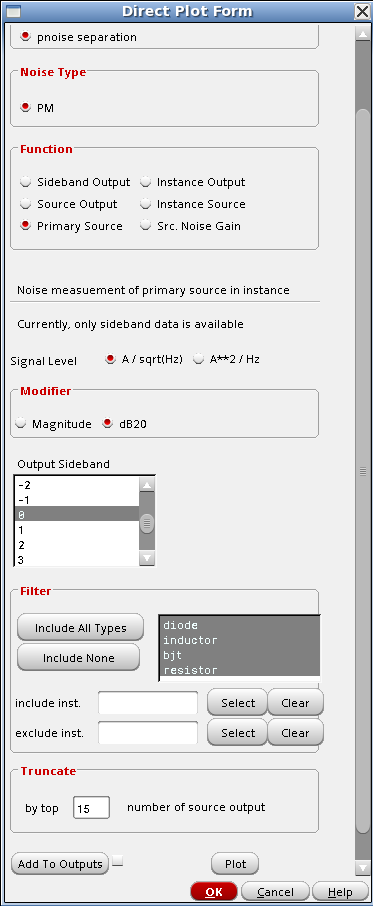 Direct Plot Form
pnoise separation
Noise Type
PM
Function
Sideband Output Instance Output
Source Output Instance Source
Primary Source Src. Noise Gain
Noise measuement of primary source in instance
Currently, only sideband data is available
Signal Level A / sqrt(Hz) A**2 / Hz
Modifier
Magnitude dB20
Output Sideband
-2
-1
0
1
2
3
Filter
Include All Types
Include None
diode
inductor
bjt
resistor
include inst. Select Clear
exclude inst. Select Clear
Truncate
by top 15 number of source output
Add To Outputs Plot
OK Cancel Help